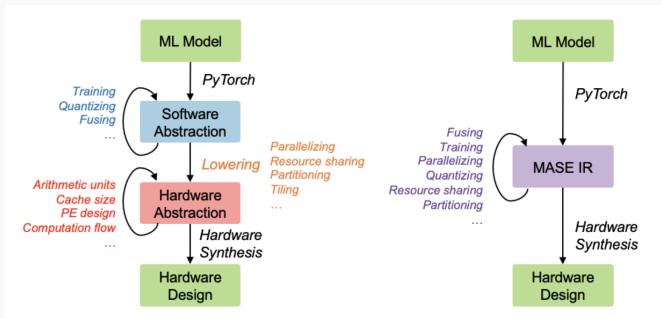 ML Model
PyTorch
Training
Quantizing
Fusing
...
Software
Abstraction
Lowering
Parallelizing
Resource sharing
Partitioning
Tiling
...
Arithmetic units
Cache size
PE design
Computation flow
...
Hardware
Abstraction
Hardware
Synthesis
Hardware
Design
ML Model
PyTorch
Fusing
Training
Parallelizing
Quantizing
Resource sharing
Partitioning
...
MASE IR
Hardware
Synthesis
Hardware
Design